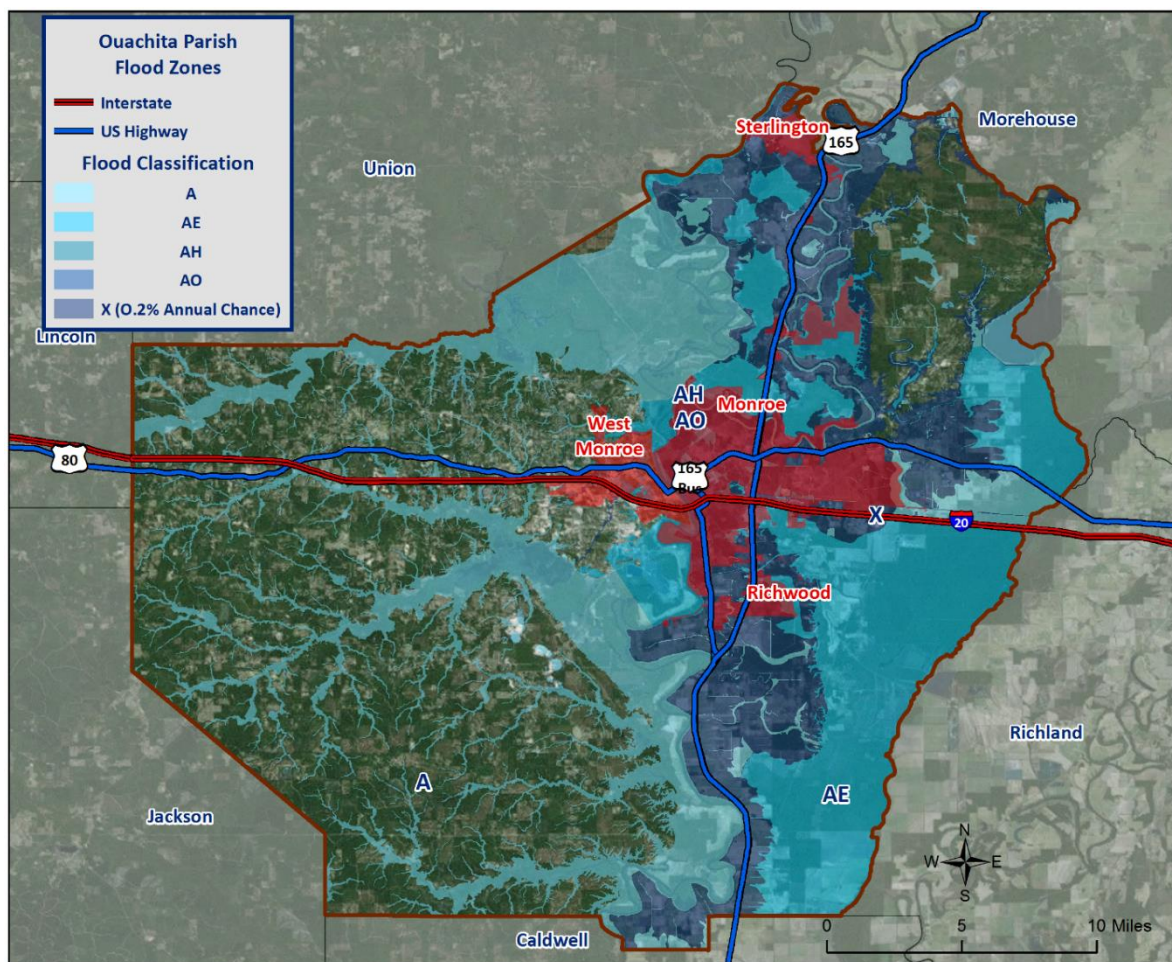 Ouachita Parish
Flood Zones
Interstate
US Highway
Flood Classification
A
AE
AH
AO
X (O.2% Annual Chance)
Sterlington
165
Morehouse
Union
Lincoln
AH
AO
Monroe
West
Monroe
80
165
Bus
X
20
Richwood
Richland
A
AE
Jackson
N
W
E
S
Caldwell
0
5
10 Miles